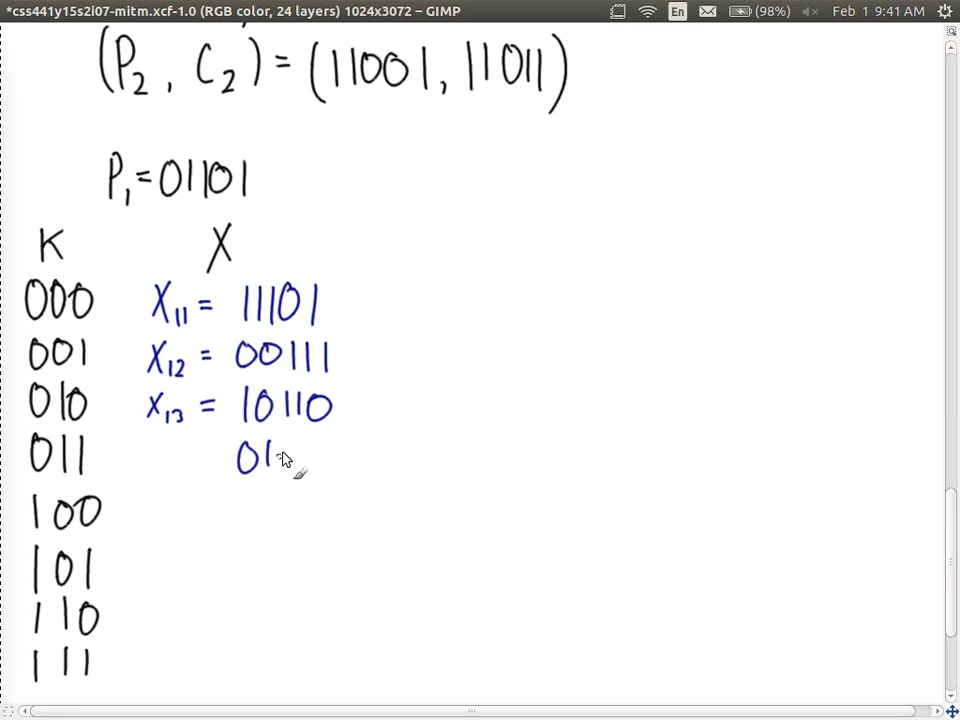 *css441y15s2i07-mitm.xcf-1.0 (RGB color, 24 layers) 1024x3072 – GIMP En (98%) Feb 1 9:41 AM
(P₂, C₂) = (11001, 11011)
P₁=01101
K X
000 X₁₁ = 11101
001 X₁₂ = 00111
010 X₁₃ = 10110
011 01
100
101
110
111